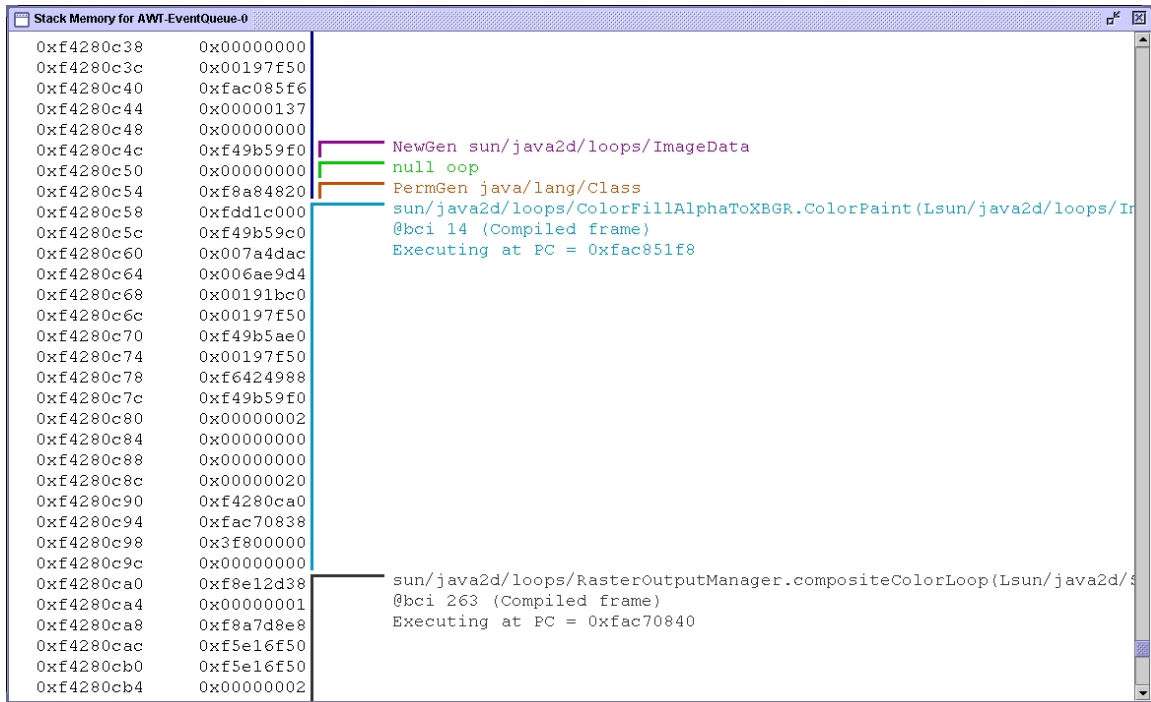 Stack Memory for AWT-EventQueue-0
0xf4280c38 0x00000000
0xf4280c3c 0x00197f50
0xf4280c40 0xfac085f6
0xf4280c44 0x00000137
0xf4280c48 0x00000000
0xf4280c4c 0xf49b59f0 NewGen sun/java2d/loops/ImageData
0xf4280c50 0x00000000 null oop
0xf4280c54 0xf8a84820 PermGen java/lang/Class
0xf4280c58 0xfdd1c000 sun/java2d/loops/ColorFillAlphaToXBGR.ColorPaint(Lsun/java2d/loops/In
0xf4280c5c 0xf49b59c0 @bci 14 (Compiled frame)
0xf4280c60 0x007a4dac Executing at PC = 0xfac851f8
0xf4280c64 0x006ae9d4
0xf4280c68 0x00191bc0
0xf4280c6c 0x00197f50
0xf4280c70 0xf49b5ae0
0xf4280c74 0x00197f50
0xf4280c78 0xf6424988
0xf4280c7c 0xf49b59f0
0xf4280c80 0x00000002
0xf4280c84 0x00000000
0xf4280c88 0x00000000
0xf4280c8c 0x00000020
0xf4280c90 0xf4280ca0
0xf4280c94 0xfac70838
0xf4280c98 0x3f800000
0xf4280c9c 0x00000000
0xf4280ca0 0xf8e12d38 sun/java2d/loops/RasterOutputManager.compositeColorLoop(Lsun/java2d/S
0xf4280ca4 0x00000001 @bci 263 (Compiled frame)
0xf4280ca8 0xf8a7d8e8 Executing at PC = 0xfac70840
0xf4280cac 0xf5e16f50
0xf4280cb0 0xf5e16f50
0xf4280cb4 0x00000002